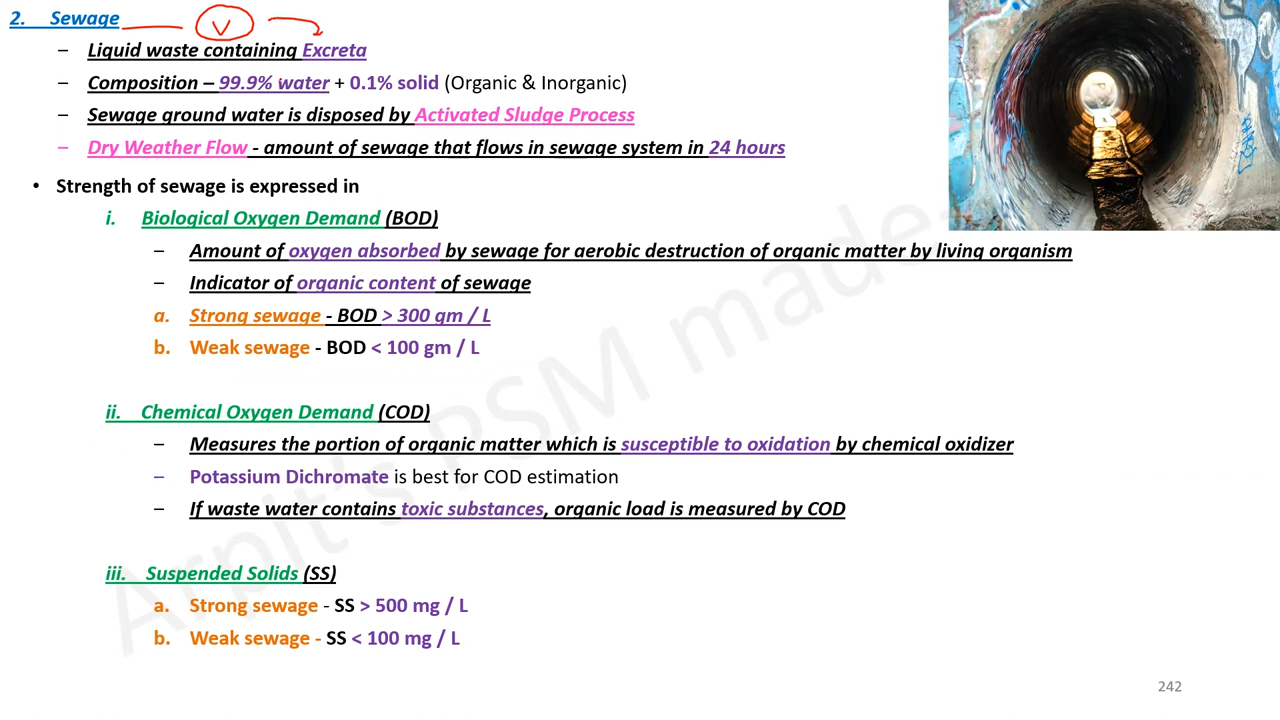 2. Sewage
V
– Liquid waste containing Excreta
– Composition – 99.9% water + 0.1% solid (Organic & Inorganic)
– Sewage ground water is disposed by Activated Sludge Process
– Dry Weather Flow - amount of sewage that flows in sewage system in 24 hours
• Strength of sewage is expressed in
i. Biological Oxygen Demand (BOD)
– Amount of oxygen absorbed by sewage for aerobic destruction of organic matter by living organism
– Indicator of organic content of sewage
a. Strong sewage - BOD > 300 gm / L
b. Weak sewage - BOD < 100 gm / L
ii. Chemical Oxygen Demand (COD)
– Measures the portion of organic matter which is susceptible to oxidation by chemical oxidizer
– Potassium Dichromate is best for COD estimation
– If waste water contains toxic substances, organic load is measured by COD
iii. Suspended Solids (SS)
a. Strong sewage - SS > 500 mg / L
b. Weak sewage - SS < 100 mg / L
Arpit's PSM made
242